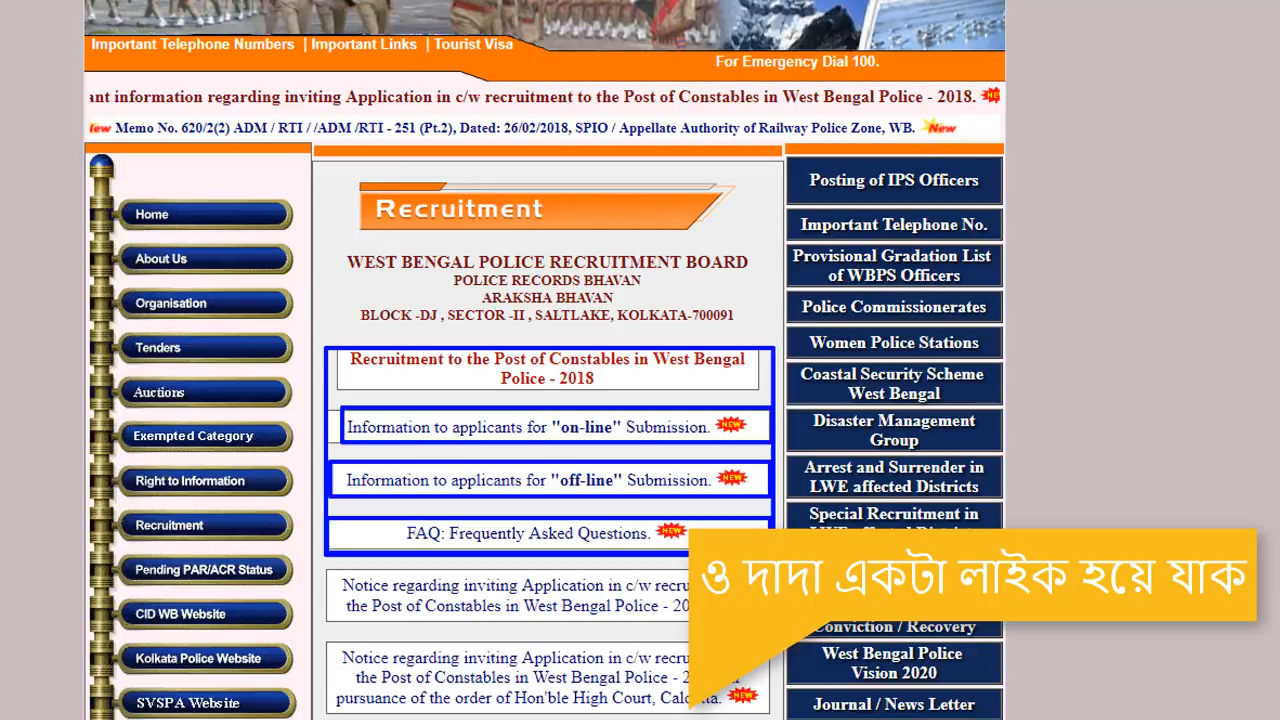 Important Telephone Numbers | Important Links | Tourist Visa
For Emergency Dial 100.
ant information regarding inviting Application in c/w recruitment to the Post of Constables in West Bengal Police - 2018.
New Memo No. 620/2(2) ADM / RTI / /ADM /RTI - 251 (Pt.2), Dated: 26/02/2018, SPIO / Appellate Authority of Railway Police Zone, WB. New
Home
About Us
Organisation
Tenders
Auctions
Exempted Category
Right to Information
Recruitment
Pending PAR/ACR Status
CID WB Website
Kolkata Police Website
SVSPA Website
Recruitment
WEST BENGAL POLICE RECRUITMENT BOARD
POLICE RECORDS BHAVAN
ARAKSHA BHAVAN
BLOCK -DJ , SECTOR -II , SALTLAKE, KOLKATA-700091
Recruitment to the Post of Constables in West Bengal
Police - 2018
Information to applicants for "on-line" Submission. NEW
Information to applicants for "off-line" Submission. NEW
FAQ: Frequently Asked Questions. NEW
Notice regarding inviting Application in c/w recru
the Post of Constables in West Bengal Police - 20
Notice regarding inviting Application in c/w recru
the Post of Constables in West Bengal Police - 2
pursuance of the order of Hon'ble High Court, Calcutta. NEW
Posting of IPS Officers
Important Telephone No.
Provisional Gradation List
of WBPS Officers
Police Commissionerates
Women Police Stations
Coastal Security Scheme
West Bengal
Disaster Management
Group
Arrest and Surrender in
LWE affected Districts
Special Recruitment in
Conviction / Recovery
West Bengal Police
Vision 2020
Journal / News Letter
ও দাদা একটা লাইক হয়ে যাক